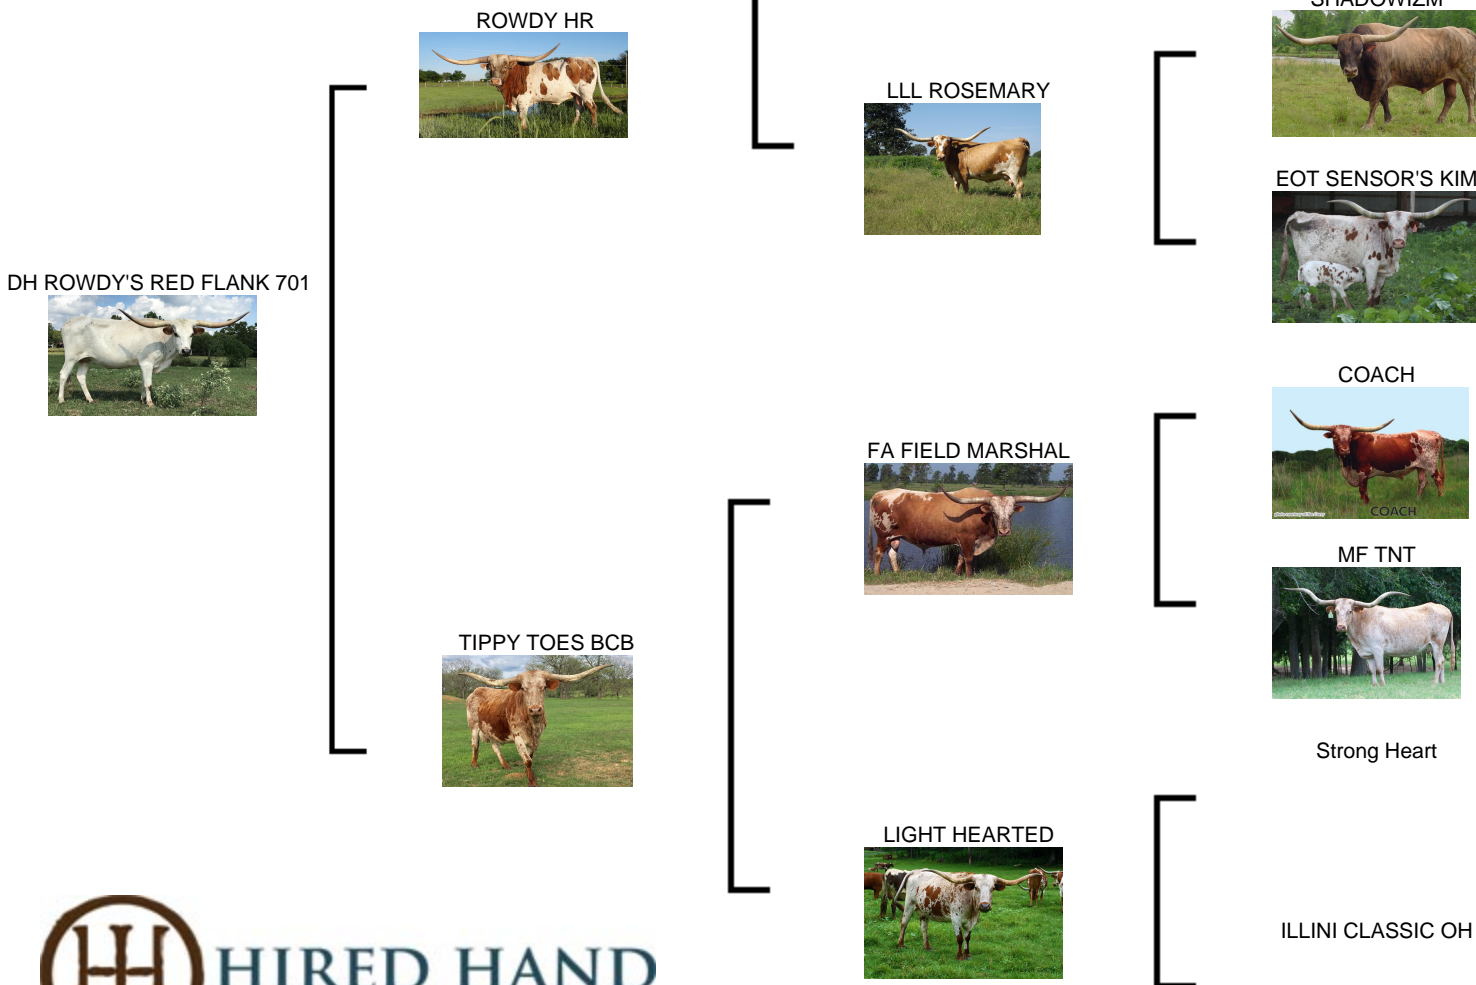 SHADOWIZM
ROWDY HR
LLL ROSEMARY
EOT SENSOR'S KIM
DH ROWDY'S RED FLANK 701
COACH
COACH
FA FIELD MARSHAL
MF TNT
TIPPY TOES BCB
Strong Heart
LIGHT HEARTED
ILLINI CLASSIC OH
HIRED HAND